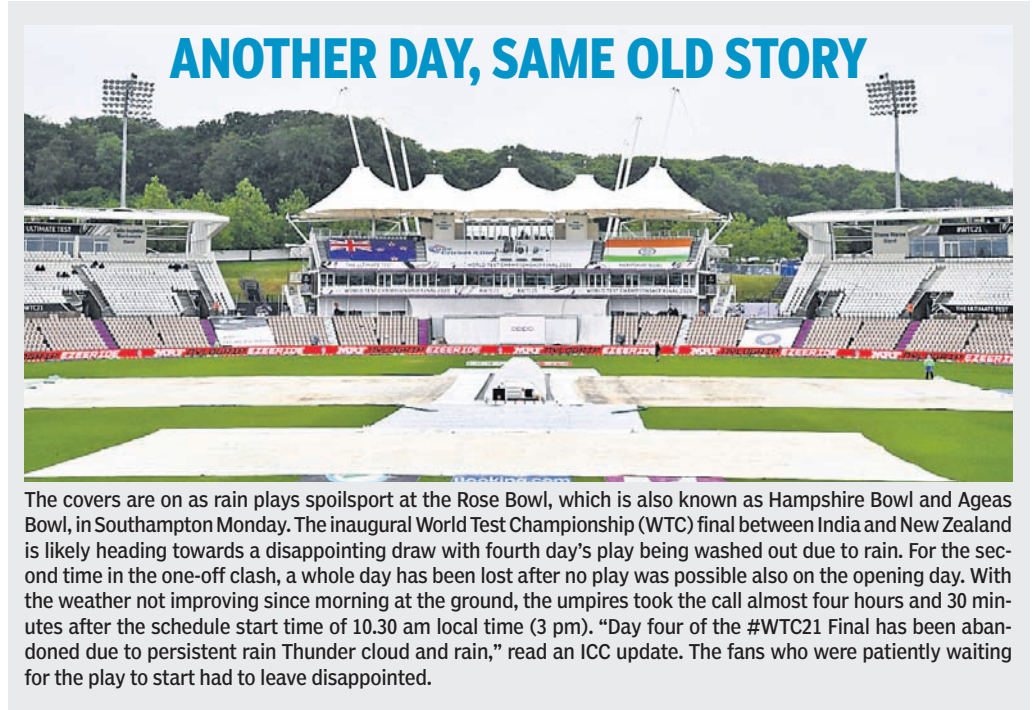 ANOTHER DAY, SAME OLD STORY
ULTIMATE TEST
#WTC21
THE ULTIMATE TEST
HAMPSHIRE BOWL
WORLD TEST CHAMPIONSHIP FINAL 2021
oppo
Booking.com
The covers are on as rain plays spoilsport at the Rose Bowl, which is also known as Hampshire Bowl and Ageas
Bowl, in Southampton Monday. The inaugural World Test Championship (WTC) final between India and New Zealand
is likely heading towards a disappointing draw with fourth day’s play being washed out due to rain. For the sec-
ond time in the one-off clash, a whole day has been lost after no play was possible also on the opening day. With
the weather not improving since morning at the ground, the umpires took the call almost four hours and 30 min-
utes after the schedule start time of 10.30 am local time (3 pm). “Day four of the #WTC21 Final has been aban-
doned due to persistent rain Thunder cloud and rain,” read an ICC update. The fans who were patiently waiting
for the play to start had to leave disappointed.